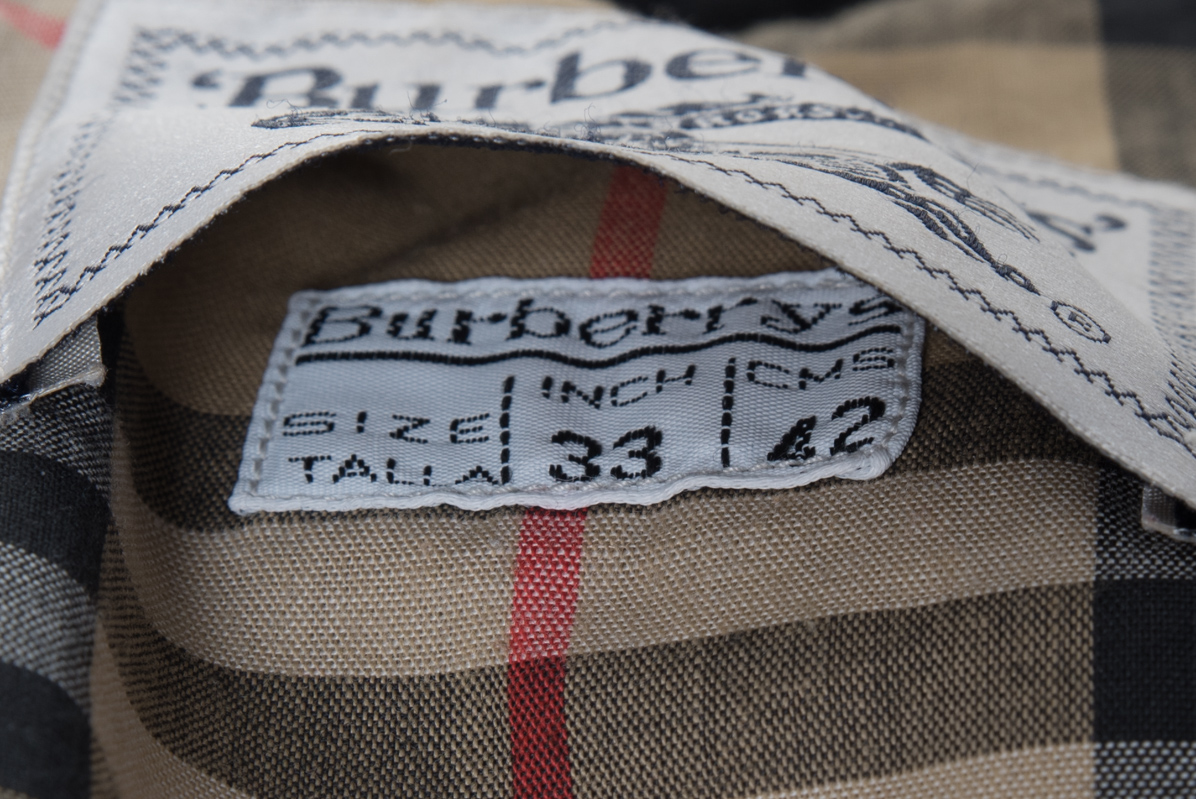 Burber
s'
®
Burberrys
INCH CMS
SIZE 33 42
TALLA